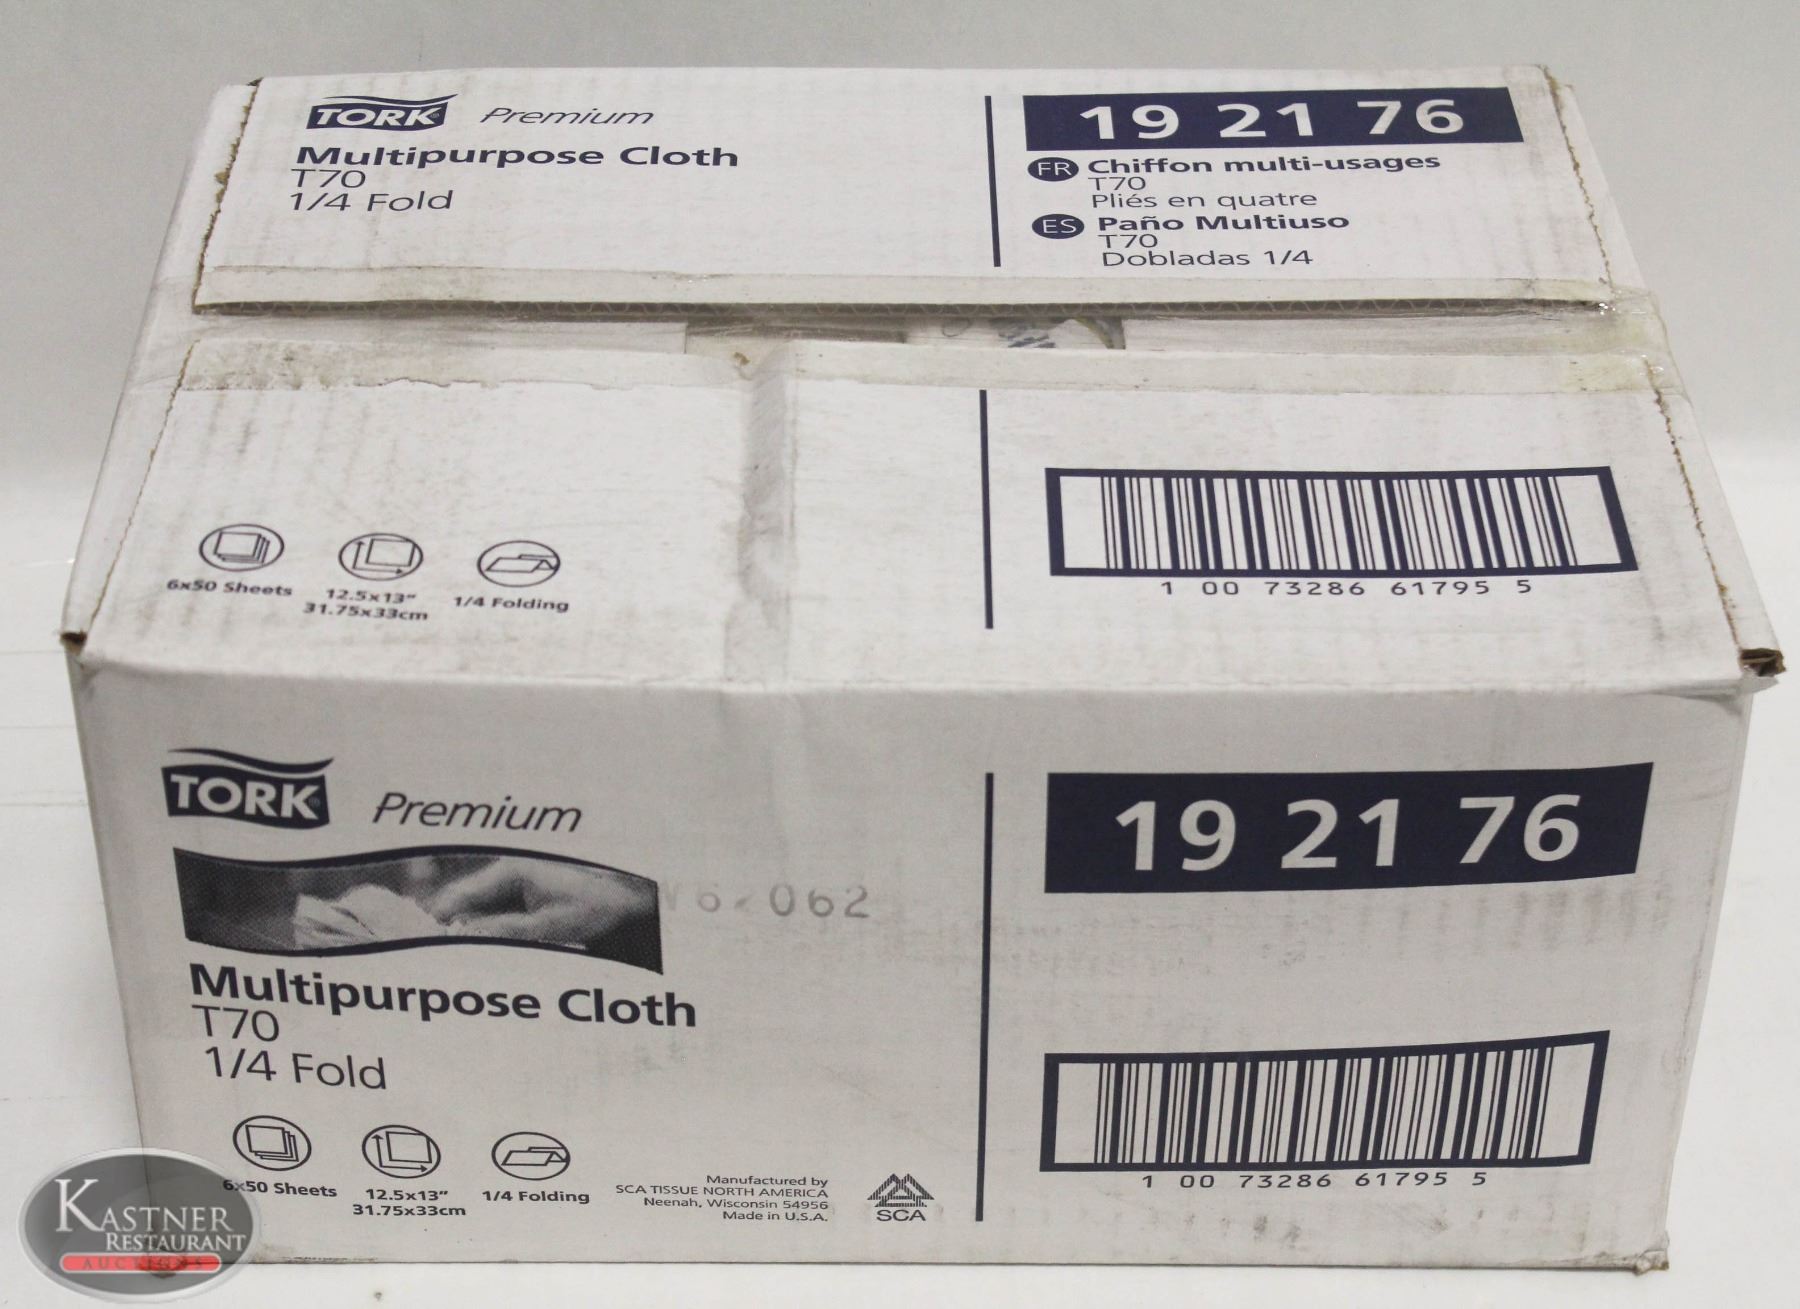 TORK Premium
Multipurpose Cloth
T70
1/4 Fold
19 21 76
FR Chiffon multi-usages
T70
Pliés en quatre
ES Paño Multiuso
T70
Dobladas 1/4
6x50 Sheets
12.5x13”
31.75x33cm
1/4 Folding
1 00 73286 61795 5
TORK Premium
19 21 76
062
Multipurpose Cloth
T70
1/4 Fold
6x50 Sheets
12.5x13”
31.75x33cm
1/4 Folding
Manufactured by
SCA TISSUE NORTH AMERICA
Neenah, Wisconsin 54956
Made in U.S.A.
SCA
1 00 73286 61795 5
KASTNER
RESTAURANT
AUCTIONS